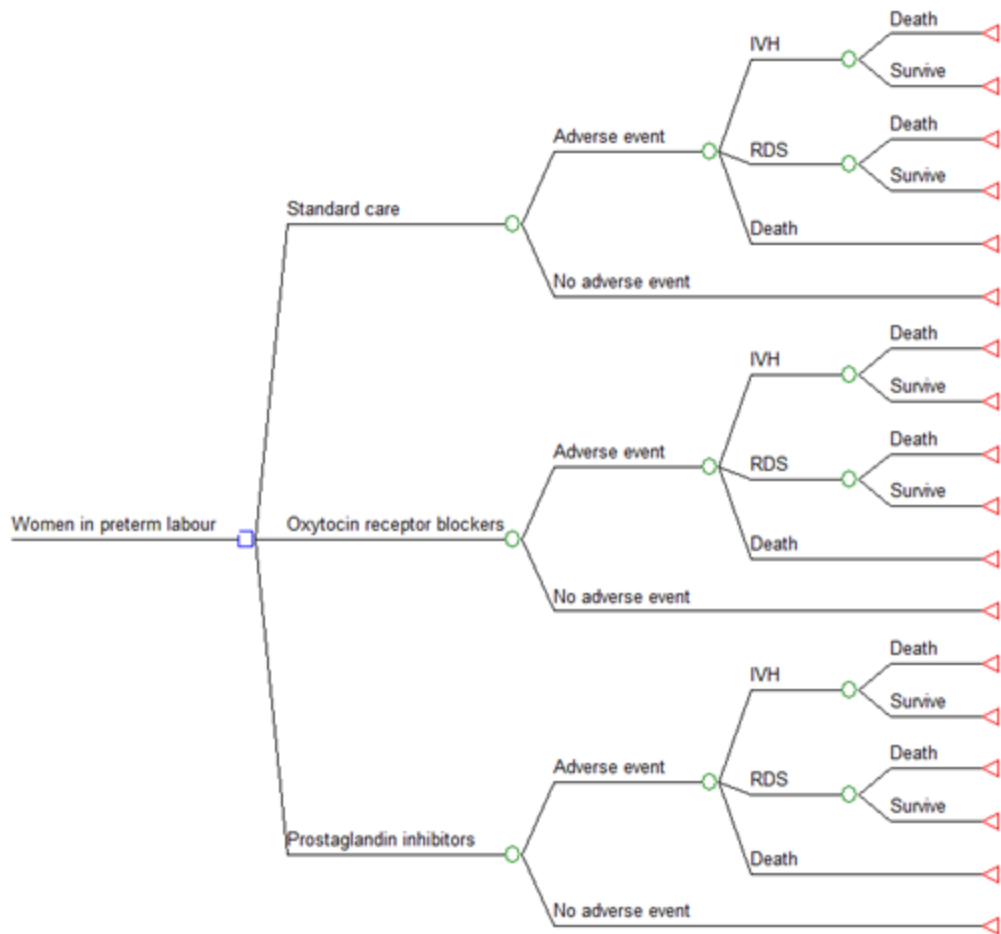 Death
IVH
Survive
Death
Adverse event
RDS
Survive
Standard care
Death
No adverse event
Death
IVH
Survive
Death
Adverse event
RDS
Survive
Women in preterm labour
Oxytocin receptor blockers
Death
No adverse event
Death
IVH
Survive
Death
Adverse event
RDS
Survive
Prostaglandin inhibitors
Death
No adverse event